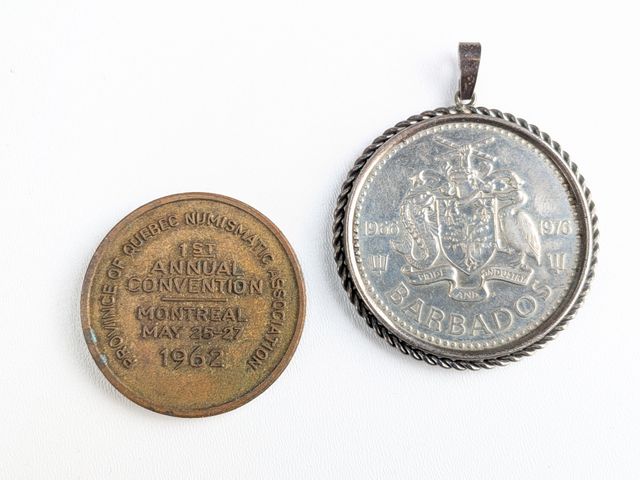 PROVINCE OF QUEBEC NUMISMATIC ASSOCIATION
1ST
ANNUAL
CONVENTION
MONTREAL
MAY 25-27
1962
1966 1976
PRIDE AND INDUSTRY
BARBADOS